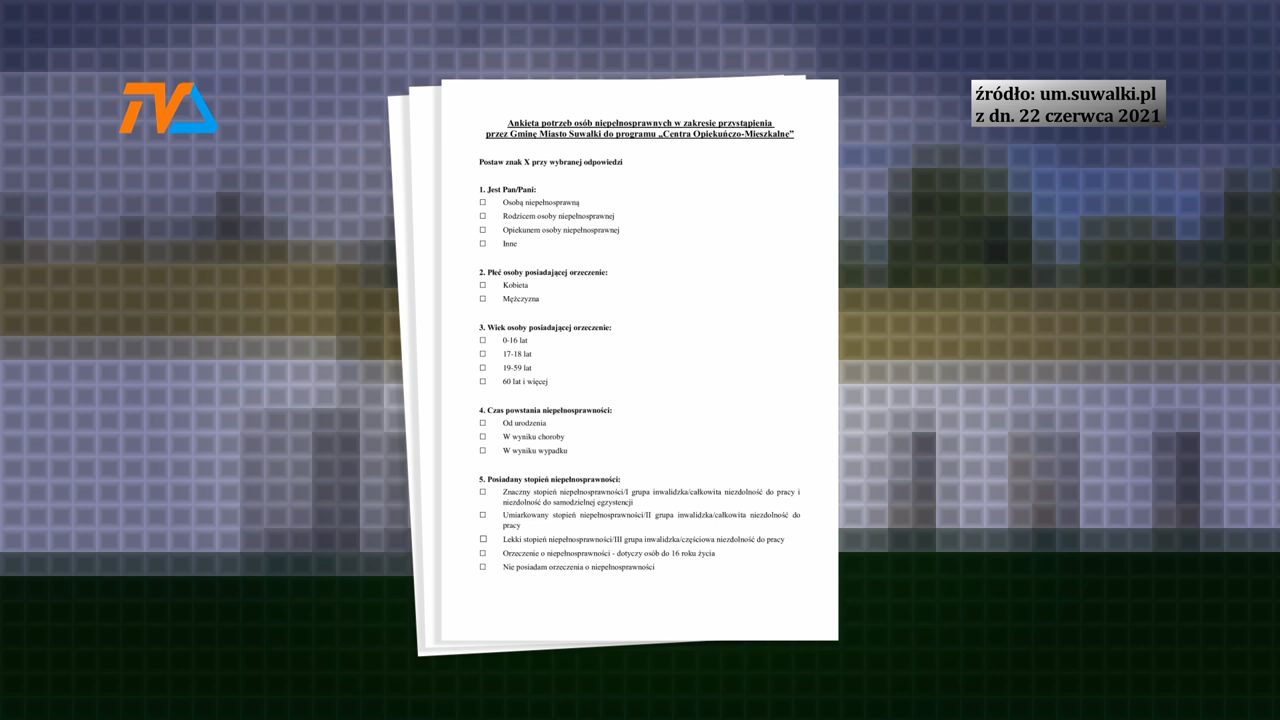 TVA
źródło: um.suwalki.pl
z dn. 22 czerwca 2021
Ankieta potrzeb osób niepełnosprawnych w zakresie przystąpienia
przez Gminę Miasto Suwałki do programu „Centra Opiekuńczo-Mieszkalne”
Postaw znak X przy wybranej odpowiedzi
1. Jest Pan/Pani:
☐ Osobą niepełnosprawną
☐ Rodzicem osoby niepełnosprawnej
☐ Opiekunem osoby niepełnosprawnej
☐ Inne
2. Płeć osoby posiadającej orzeczenie:
☐ Kobieta
☐ Mężczyzna
3. Wiek osoby posiadającej orzeczenie:
☐ 0-16 lat
☐ 17-18 lat
☐ 19-59 lat
☐ 60 lat i więcej
4. Czas powstania niepełnosprawności:
☐ Od urodzenia
☐ W wyniku choroby
☐ W wyniku wypadku
5. Posiadany stopień niepełnosprawności:
☐ Znaczny stopień niepełnosprawności/I grupa inwalidzka/całkowita niezdolność do pracy i
niezdolność do samodzielnej egzystencji
☐ Umiarkowany stopień niepełnosprawności/II grupa inwalidzka/całkowita niezdolność do
pracy
☐ Lekki stopień niepełnosprawności/III grupa inwalidzka/częściowa niezdolność do pracy
☐ Orzeczenie o niepełnosprawności - dotyczy osób do 16 roku życia
☐ Nie posiadam orzeczenia o niepełnosprawności